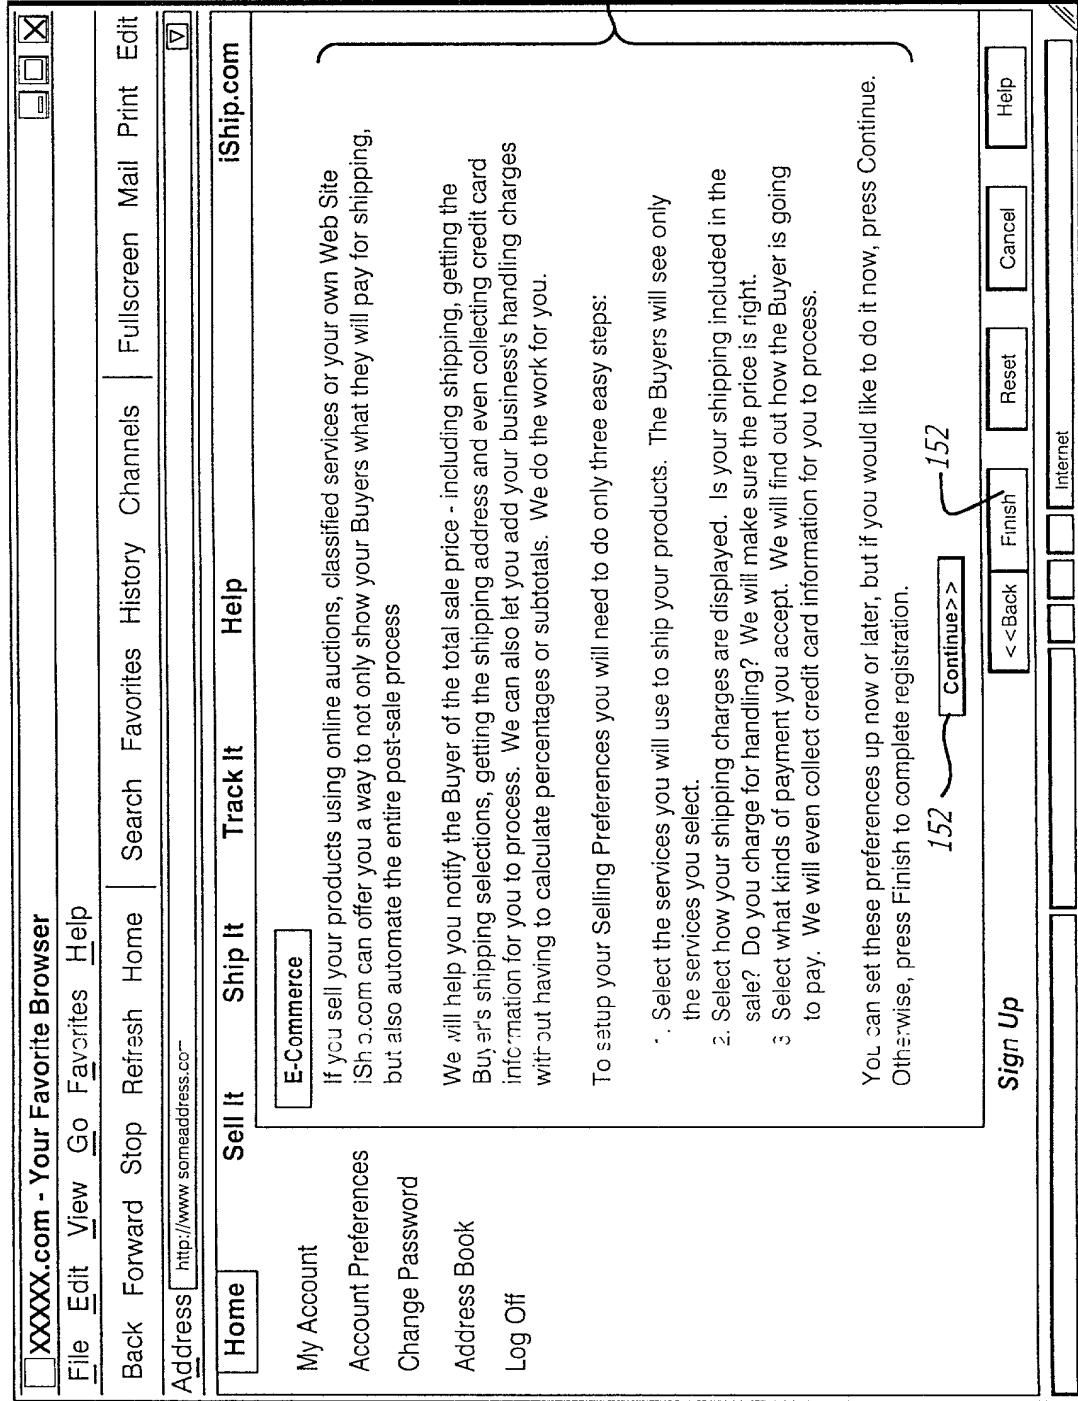 XXXXX.com - Your Favorite Browser
File Edit View Go Favorites Help
Back Forward Stop Refresh Home Search Favorites History Channels Fullscreen Mail Print Edit
Address http://www someaddress.com
Home Sell It Ship It Track It Help iShip.com
My Account
Account Preferences
Change Password
Address Book
Log Off
E-Commerce
If you sell your products using online auctions, classified services or your own Web Site
iShip.com can offer you a way to not only show your Buyers what they will pay for shipping,
but also automate the entire post-sale process
We will help you notify the Buyer of the total sale price - including shipping, getting the
Buyer's shipping selections, getting the shipping address and even collecting credit card
information for you to process. We can also let you add your business's handling charges
without having to calculate percentages or subtotals. We do the work for you.
To setup your Selling Preferences you will need to do only three easy steps:
1. Select the services you will use to ship your products. The Buyers will see only
the services you select.
2. Select how your shipping charges are displayed. Is your shipping included in the
sale? Do you charge for handling? We will make sure the price is right.
3 Select what kinds of payment you accept. We will find out how the Buyer is going
to pay. We will even collect credit card information for you to process.
You can set these preferences up now or later, but if you would like to do it now, press Continue.
Otherwise, press Finish to complete registration.
152 Continue>> 152
Sign Up <<Back Finish Reset Cancel Help
Internet